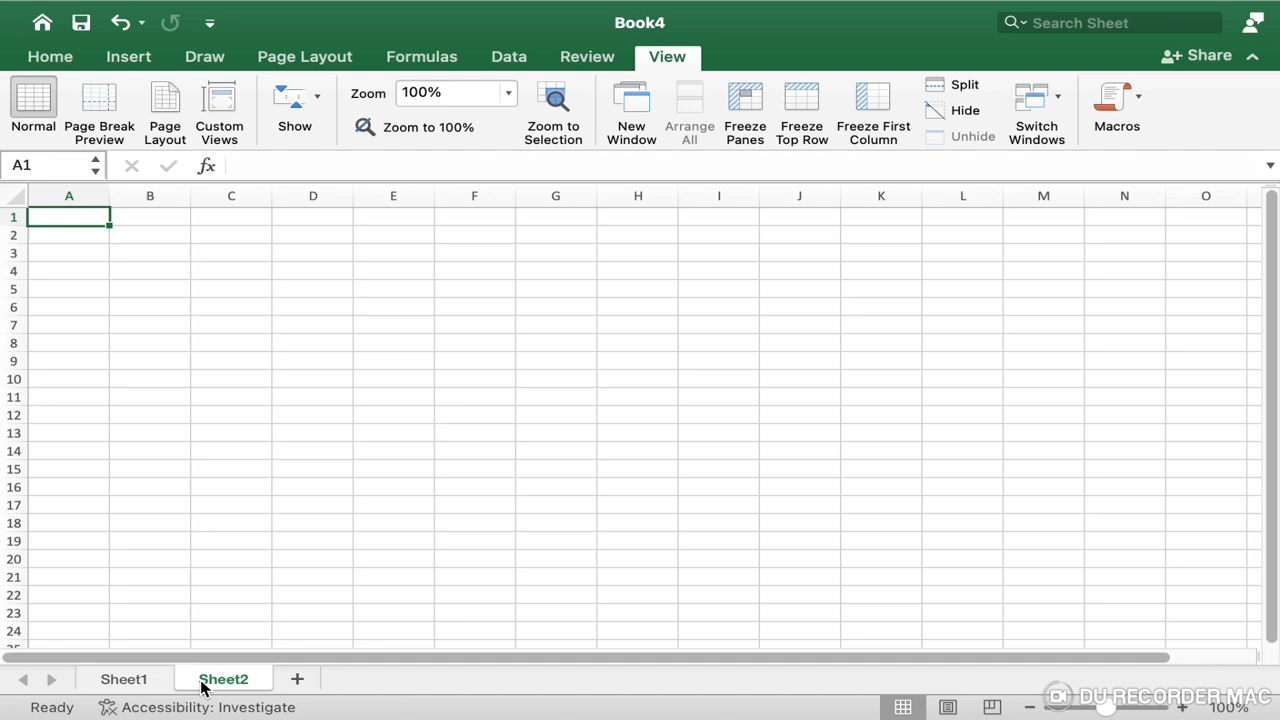 Book4
Search Sheet
Home Insert Draw Page Layout Formulas Data Review View Share
Normal
Page Break Preview
Page Layout
Custom Views
Show
Zoom 100%
Zoom to 100%
Zoom to Selection
New Window
Arrange All
Freeze Panes
Freeze Top Row
Freeze First Column
Split
Hide
Unhide
Switch Windows
Macros
A1 fx
A B C D E F G H I J K L M N O
1
2
3
4
5
6
7
8
9
10
11
12
13
14
15
16
17
18
19
20
21
22
23
24
Sheet1 Sheet2 +
Ready Accessibility: Investigate 100%
DU RECORDER MAC